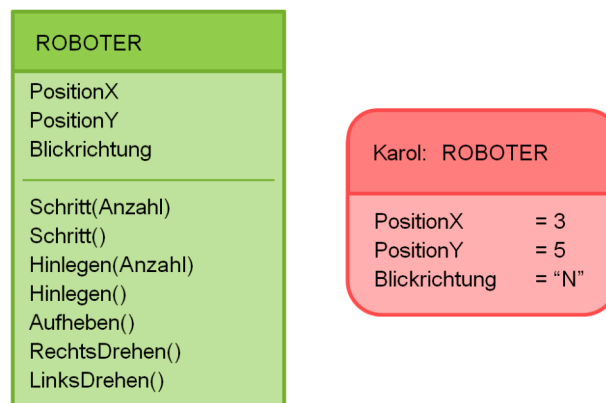 ROBOTER
PositionX
PositionY
Blickrichtung
Schritt(Anzahl)
Schritt()
Hinlegen(Anzahl)
Hinlegen()
Aufheben()
RechtsDrehen()
LinksDrehen()
Karol: ROBOTER
PositionX = 3
PositionY = 5
Blickrichtung = “N”